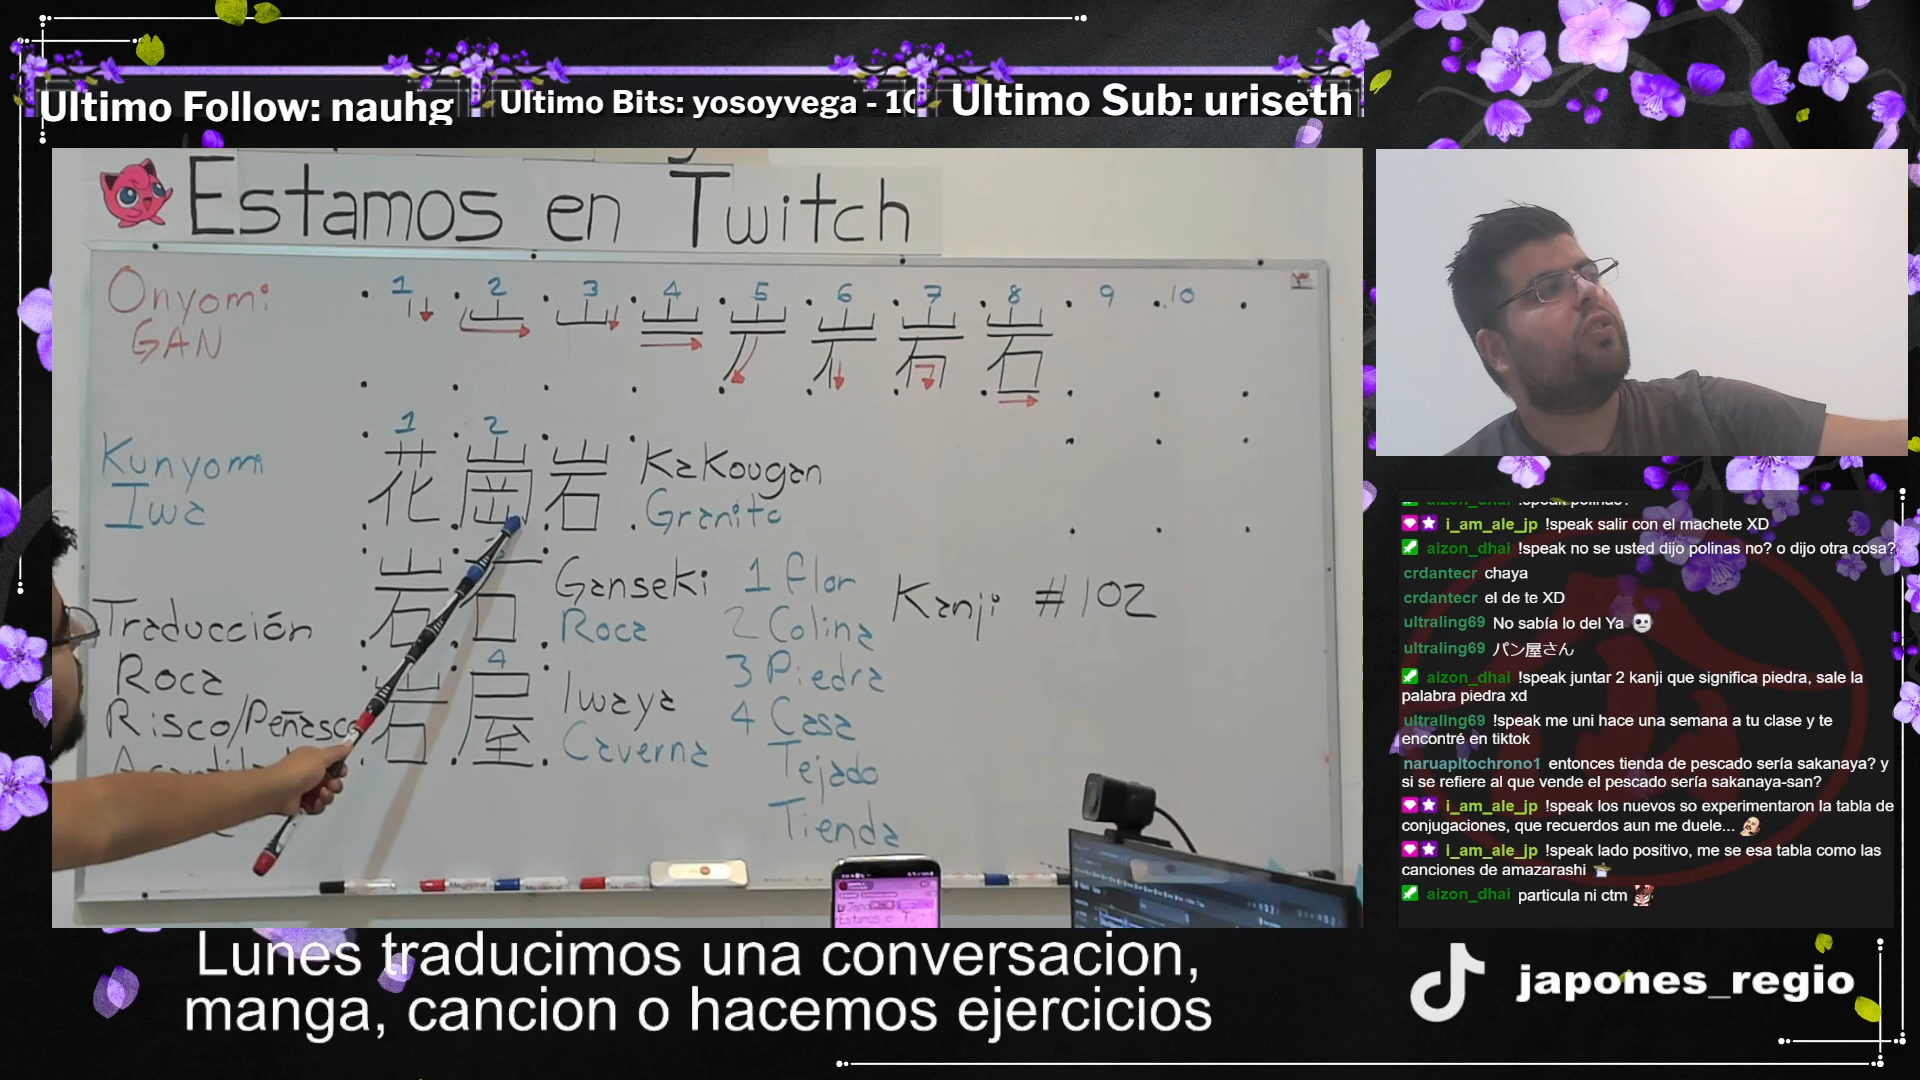 Ultimo Follow: nauhg
Ultimo Bits: yosoyvega - 10
Ultimo Sub: uriseth
Estamos en Twitch
Onyomi
GAN
1 2 3 4 5 6 7 8 9 10
山 山 岩
Kunyomi
Iwa
1 2
花 崗 岩 Kakougan
Granito
岩 石 Ganseki
Roca
4
岩 屋 Iwaya
Caverna
1 Flor
2 Colina
3 Piedra
4 Casa
Tejado
Tienda
Kanji #102
Traducción
Roca
Risco/Peñasco
Magistral
Estamos en T
i_am_ale_jp !speak salir con el machete XD
aizon_dhai !speak no se usted dijo polinas no? o dijo otra cosa?
crdantecr chaya
crdantecr el de te XD
ultraling69 No sabía lo del Ya
ultraling69 パン屋さん
aizon_dhai !speak juntar 2 kanji que significa piedra, sale la
palabra piedra xd
ultraling69 !speak me uni hace una semana a tu clase y te
encontré en tiktok
naruapitochrono1 entonces tienda de pescado sería sakanaya? y
si se refiere al que vende el pescado sería sakanaya-san?
i_am_ale_jp !speak los nuevos so experimentaron la tabla de
conjugaciones, que recuerdos aun me duele...
i_am_ale_jp !speak lado positivo, me se esa tabla como las
canciones de amazarashi
aizon_dhai particula ni ctm
Lunes traducimos una conversacion,
manga, cancion o hacemos ejercicios
japones_regio